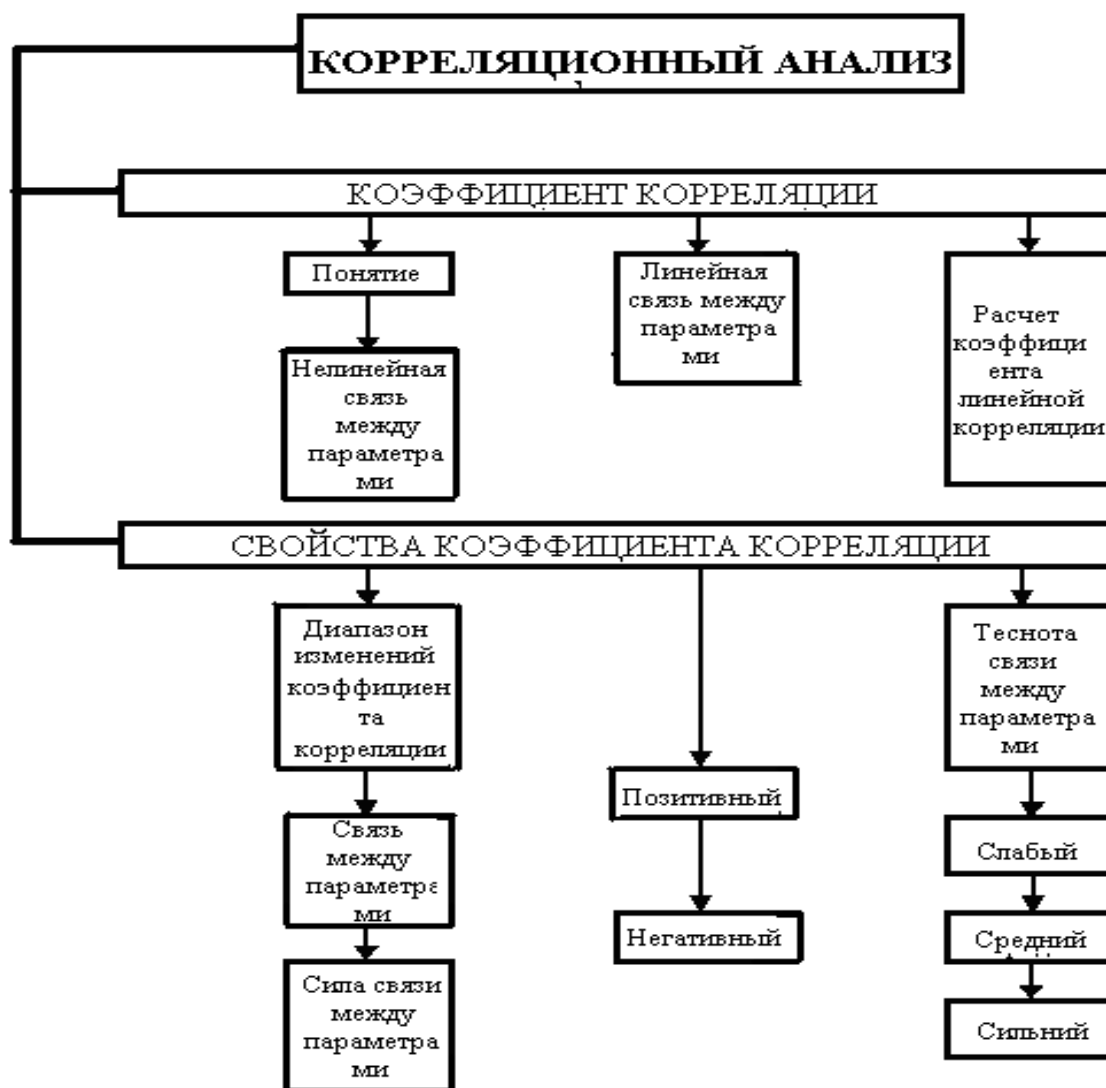 КОРРЕЛЯЦИОННЫЙ АНАЛИЗ
КОЭФФИЦИЕНТ КОРРЕЛЯЦИИ
Понятие
Нелинейная
связь
между
параметра
ми
Линейная
связь между
параметра
ми
Расчет
коэффици
ента
линейной
корреляции
СВОЙСТВА КОЭФФИЦИЕНТА КОРРЕЛЯЦИИ
Диапазон
изменений
коэффициен
та
корреляции
Связь
между
параметра
ми
Сила связи
между
параметра
ми
Позитивный
Негативный
Теснота
связи
между
параметра
ми
Слабый
Средний
Сильний